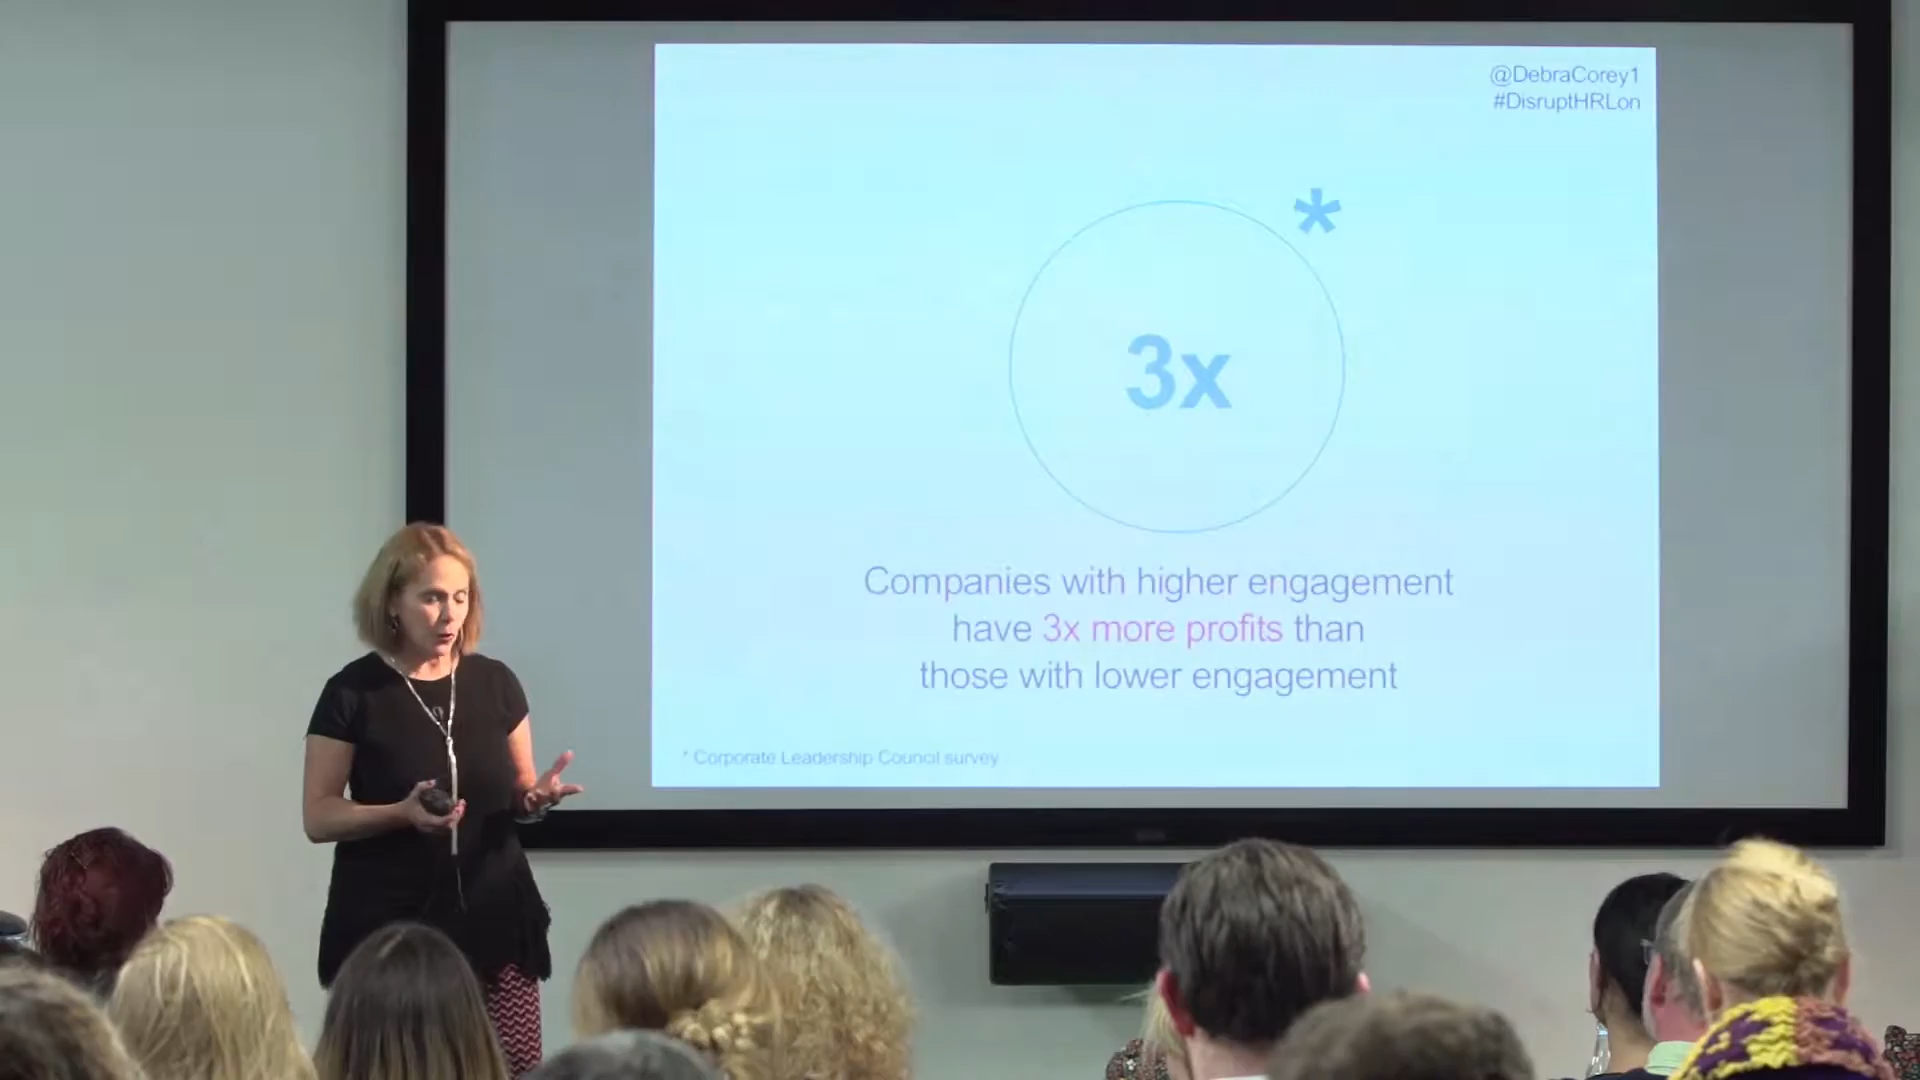 @DebraCorey1
#DisruptHRLon
*
3x
Companies with higher engagement
have 3x more profits than
those with lower engagement
* Corporate Leadership Council survey